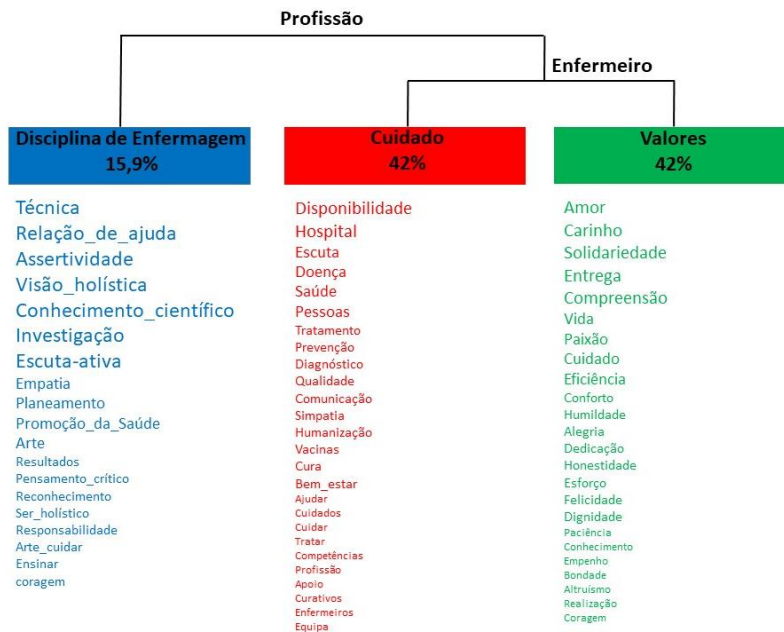 Profissão
Enfermeiro
Disciplina de Enfermagem
15,9%
Técnica
Relação_de_ajuda
Assertividade
Visão_holística
Conhecimento_científico
Investigação
Escuta-ativa
Empatia
Planeamento
Promoção_da_Saúde
Arte
Resultados
Pensamento_crítico
Reconhecimento
Ser_holístico
Responsabilidade
Arte_cuidar
Ensinar
coragem
Cuidado
42%
Disponibilidade
Hospital
Escuta
Doença
Saúde
Pessoas
Tratamento
Prevenção
Diagnóstico
Qualidade
Comunicação
Simpatia
Humanização
Vacinas
Cura
Bem_estar
Ajudar
Cuidados
Cuidar
Tratar
Competências
Profissão
Apoio
Curativos
Enfermeiros
Equipa
Valores
42%
Amor
Carinho
Solidariedade
Entrega
Compreensão
Vida
Paixão
Cuidado
Eficiência
Conforto
Humildade
Alegria
Dedicação
Honestidade
Esforço
Felicidade
Dignidade
Paciência
Conhecimento
Empenho
Bondade
Altruísmo
Realização
Coragem